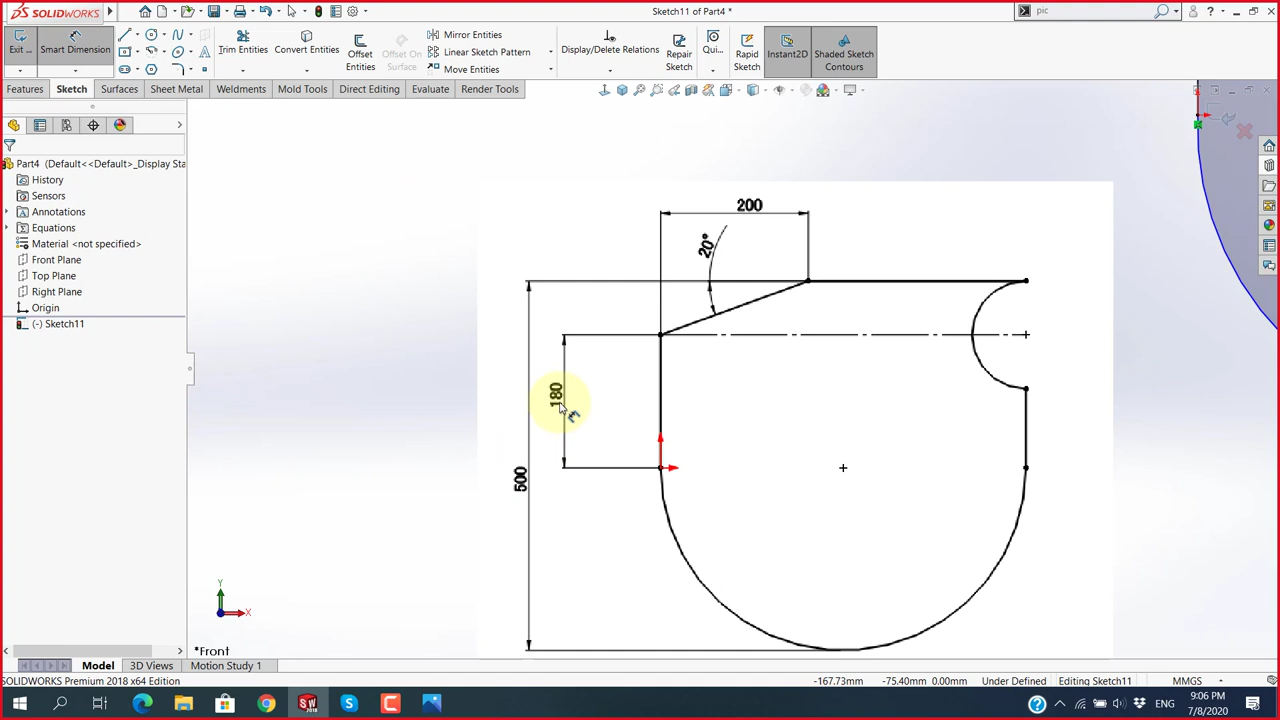 SOLIDWORKS
Sketch11 of Part4 *
pic
Exit ...
Smart Dimension
Trim Entities
Convert Entities
Offset Entities
Offset On Surface
Mirror Entities
Linear Sketch Pattern
Move Entities
Display/Delete Relations
Repair Sketch
Qui...
Rapid Sketch
Instant2D
Shaded Sketch Contours
Features
Sketch
Surfaces
Sheet Metal
Weldments
Mold Tools
Direct Editing
Evaluate
Render Tools
Part4 (Default<<Default>_Display Sta
History
Sensors
Annotations
Equations
Material <not specified>
Front Plane
Top Plane
Right Plane
Origin
(-) Sketch11
200
20°
180
500
Y
X
*Front
Model
3D Views
Motion Study 1
SOLIDWORKS Premium 2018 x64 Edition
-167.73mm
-75.40mm 0.00mm
Under Defined
Editing Sketch11
MMGS
ENG
9:06 PM
7/8/2020